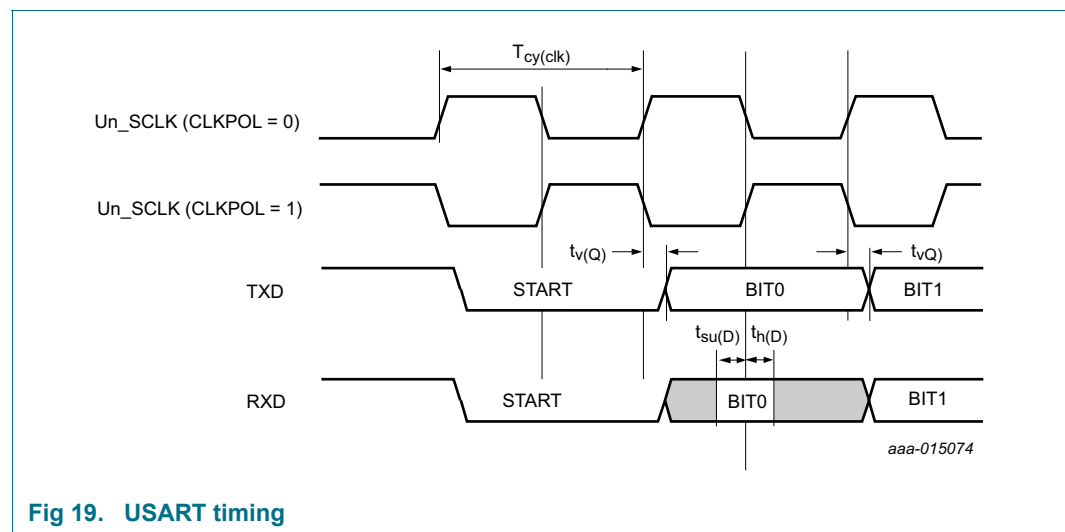 Tcy(clk)
Un_SCLK (CLKPOL = 0)
Un_SCLK (CLKPOL = 1)
tv(Q)
tvQ)
TXD
START
BIT0
BIT1
tsu(D)
th(D)
RXD
START
BIT0
BIT1
aaa-015074
Fig 19. USART timing